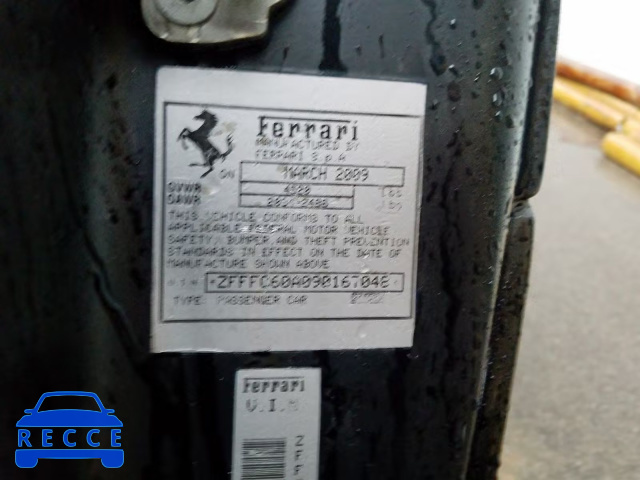 Ferrari
MANUFACTURED BY
FERRARI S.p.A
ON MARCH 2009
GVWR LBS
GAWR
THIS VEHICLE CONFORMS TO ALL
APPLICABLE FEDERAL MOTOR VEHICLE
SAFETY, BUMPER AND THEFT PREVENTION
STANDARDS IN EFFECT ON THE DATE OF
MANUFACTURE SHOWN ABOVE
V.I.N. *ZFFFC60A090167048*
TYPE: PASSENGER CAR
Ferrari
V.I.N
Z F F
RECCE